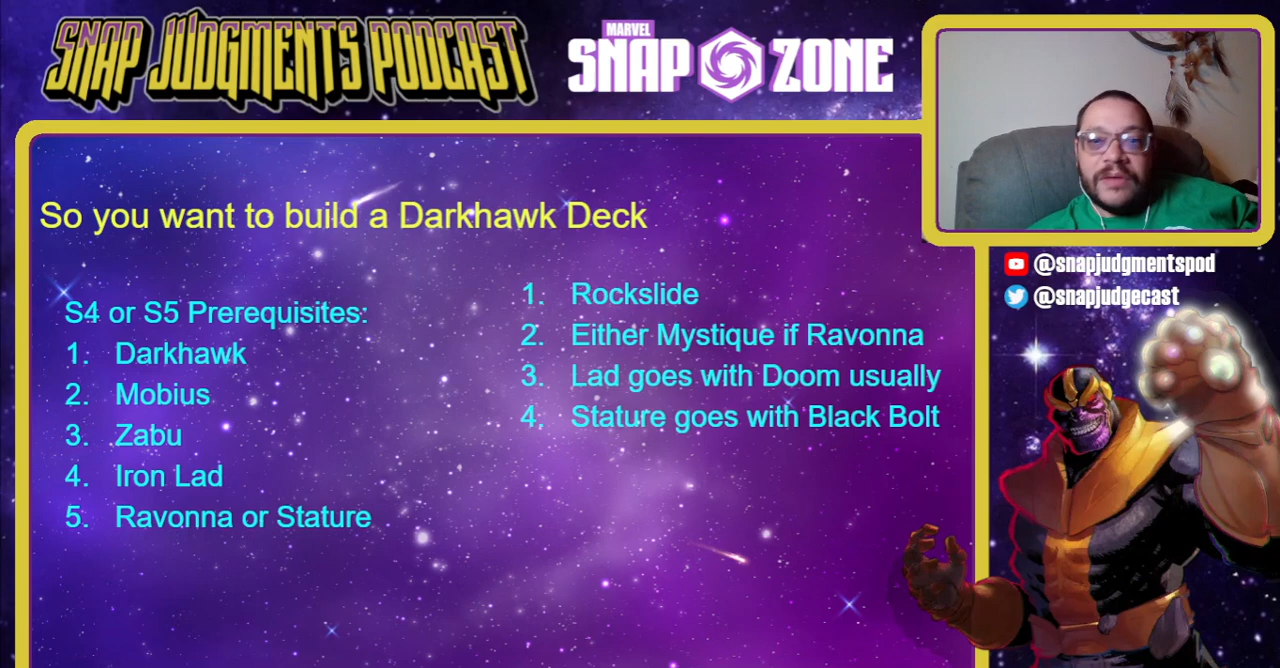 SNAP JUDGMENTS PODCAST
MARVEL
SNAP ZONE
So you want to build a Darkhawk Deck
S4 or S5 Prerequisites:
1. Darkhawk
2. Mobius
3. Zabu
4. Iron Lad
5. Ravonna or Stature
1. Rockslide
2. Either Mystique if Ravonna
3. Lad goes with Doom usually
4. Stature goes with Black Bolt
@snapjudgmentspod
@snapjudgecast